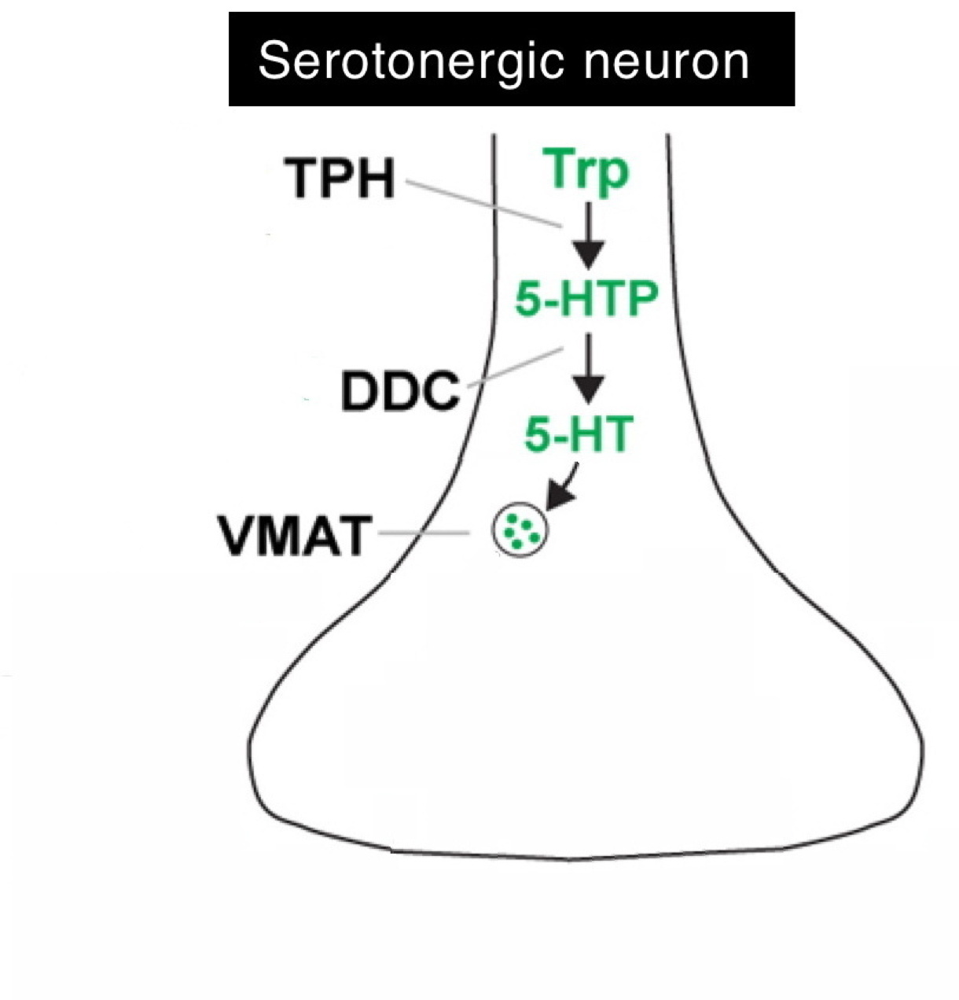 Serotonergic neuron
TPH
Trp
5-HTP
DDC
5-HT
VMAT